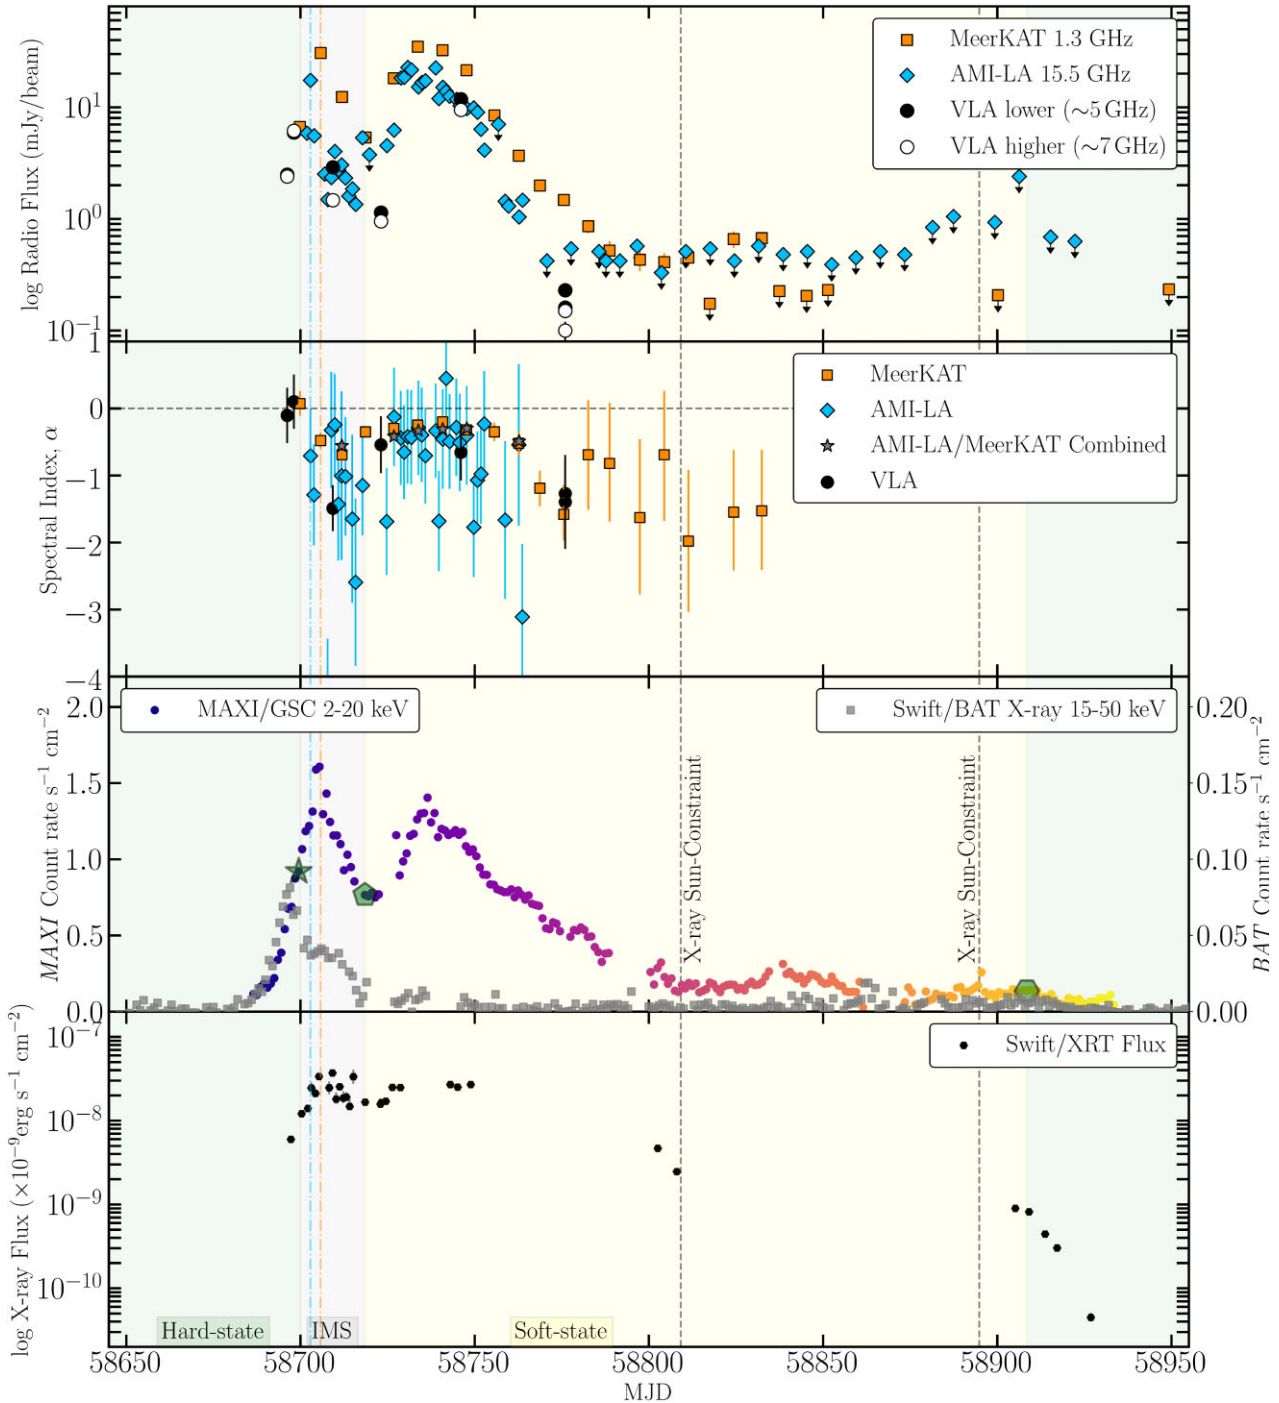 log Radio Flux (mJy/beam)
10¹
10⁰
10⁻¹
MeerKAT 1.3 GHz
AMI-LA 15.5 GHz
VLA lower (~5 GHz)
VLA higher (~7 GHz)
Spectral Index, α
1
0
−1
−2
−3
−4
MeerKAT
AMI-LA
AMI-LA/MeerKAT Combined
VLA
MAXI Count rate s⁻¹ cm⁻²
2.0
1.5
1.0
0.5
0.0
MAXI/GSC 2-20 keV
Swift/BAT X-ray 15-50 keV
X-ray Sun-Constraint
X-ray Sun-Constraint
0.20
0.15
0.10
0.05
0.00
BAT Count rate s⁻¹ cm⁻²
log X-ray Flux (×10⁻⁹erg s⁻¹ cm⁻²)
10⁻⁷
10⁻⁸
10⁻⁹
10⁻¹⁰
Swift/XRT Flux
Hard-state
IMS
Soft-state
58650 58700 58750 58800 58850 58900 58950
MJD